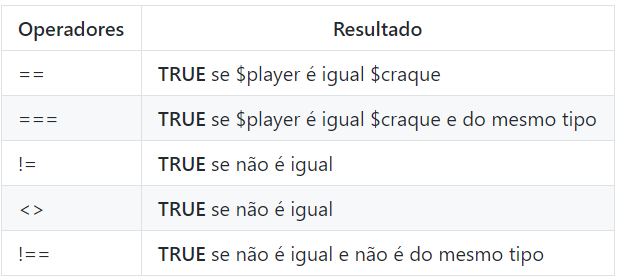 Operadores Resultado
== TRUE se $player é igual $craque
=== TRUE se $player é igual $craque e do mesmo tipo
!= TRUE se não é igual
<> TRUE se não é igual
!== TRUE se não é igual e não é do mesmo tipo